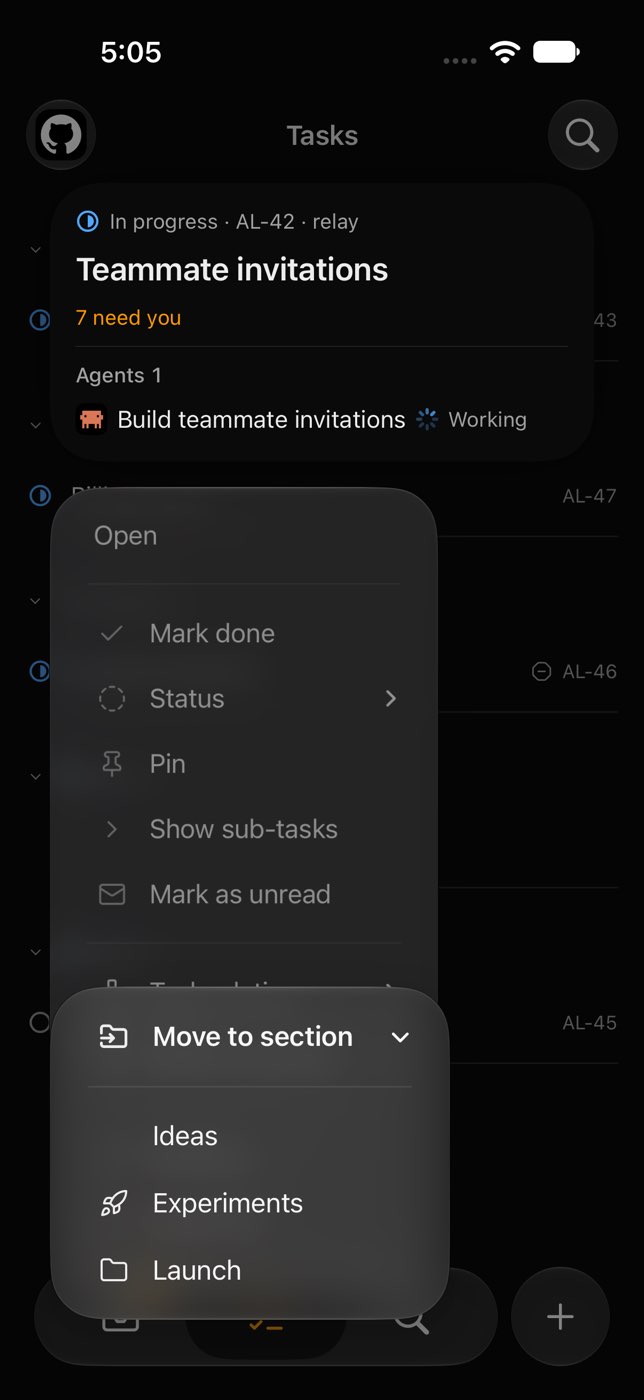 5:05
Tasks
In progress · AL-42 · relay
Teammate invitations
43
7 need you
Agents 1
Build teammate invitations Working
AL-47
Open
Mark done
Status
AL-46
Pin
Show sub-tasks
Mark as unread
AL-45
Move to section
Ideas
Experiments
Launch